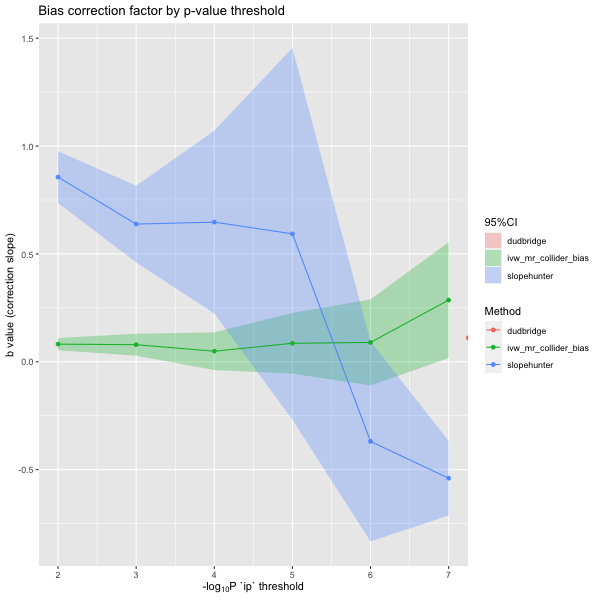 Bias correction factor by p-value threshold
1.5
1.0
0.5
0.0
-0.5
b value (correction slope)
2 3 4 5 6 7
-log₁₀P `ip` threshold
95%CI
dudbridge
ivw_mr_collider_bias
slopehunter
Method
dudbridge
ivw_mr_collider_bias
slopehunter